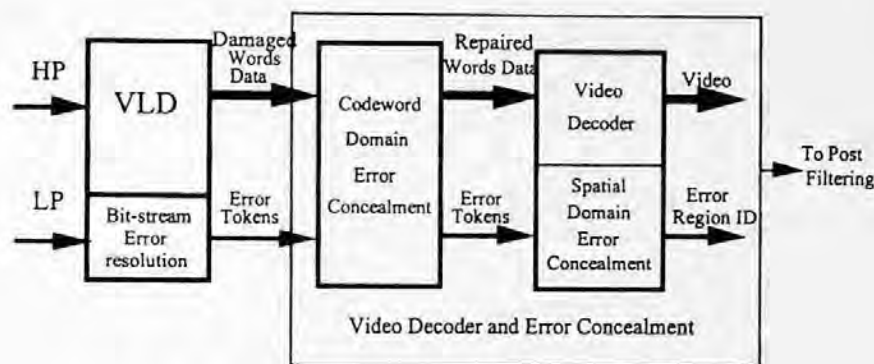 HP
VLD
LP
Bit-stream
Error
resolution
Damaged
Words
Data
Error
Tokens
Codeword
Domain
Error
Concealment
Repaired
Words Data
Error
Tokens
Video
Decoder
Spatial
Domain
Error
Concealment
Video
Error
Region ID
To Post
Filtering
Video Decoder and Error Concealment